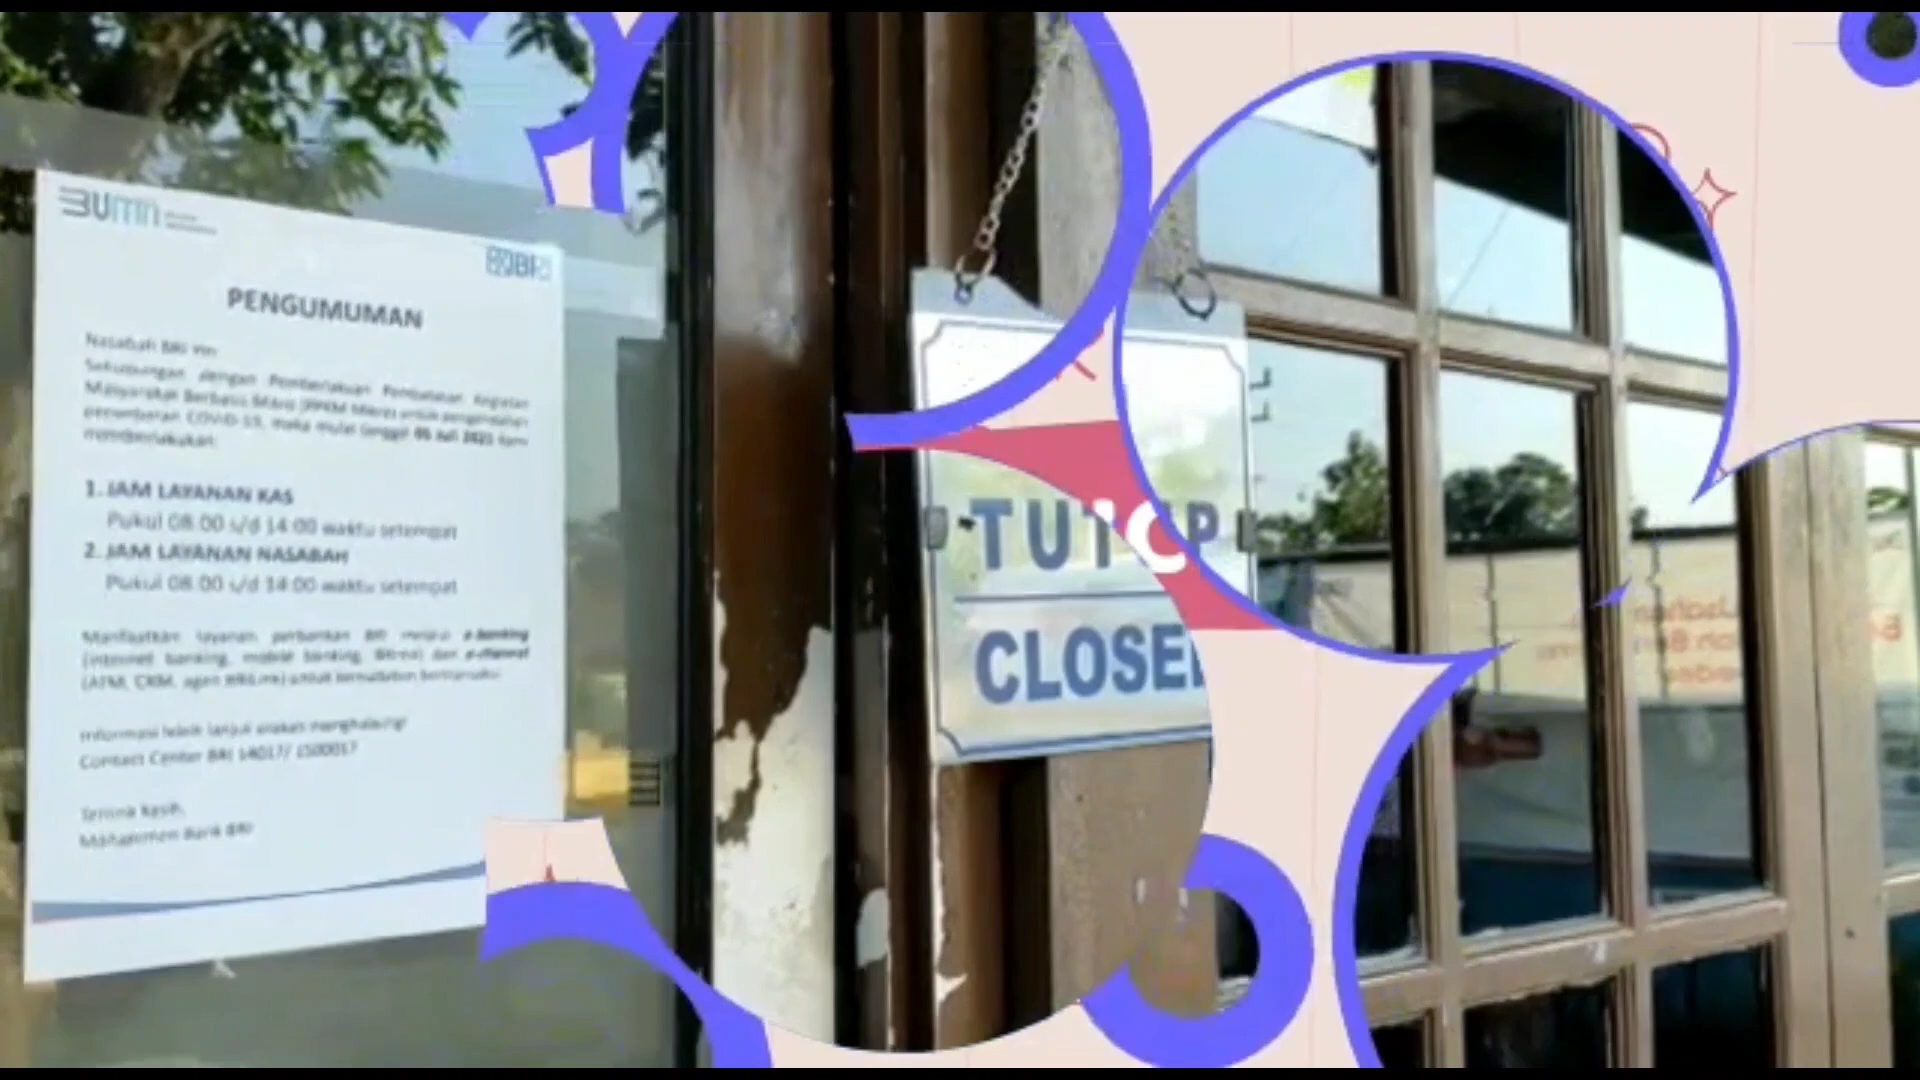 BUMN
BRI
PENGUMUMAN
Nasabah BRI Yth.
Sehubungan dengan Pemberlakuan Pembatasan Kegiatan
Masyarakat Berbasis Mikro (PPKM Mikro) untuk pengendalian
penyebaran COVID-19, maka mulai tanggal 05 Juli 2021 kami
memberlakukan:
1. JAM LAYANAN KAS
Pukul 08.00 s/d 14:00 waktu setempat
2. JAM LAYANAN NASABAH
Pukul 08.00 s/d 14:00 waktu setempat
Manfaatkan layanan perbankan BRI melalui e-banking
(internet banking, mobile banking, ) dan e-channel
(ATM, CRM, agen BRILink) untuk kemudahan bertransaksi.
Informasi lebih lanjut silakan menghubungi
Contact Center BRI 14017/ 1500017
Terima kasih,
Manajemen Bank BRI
TUTUP
CLOSE